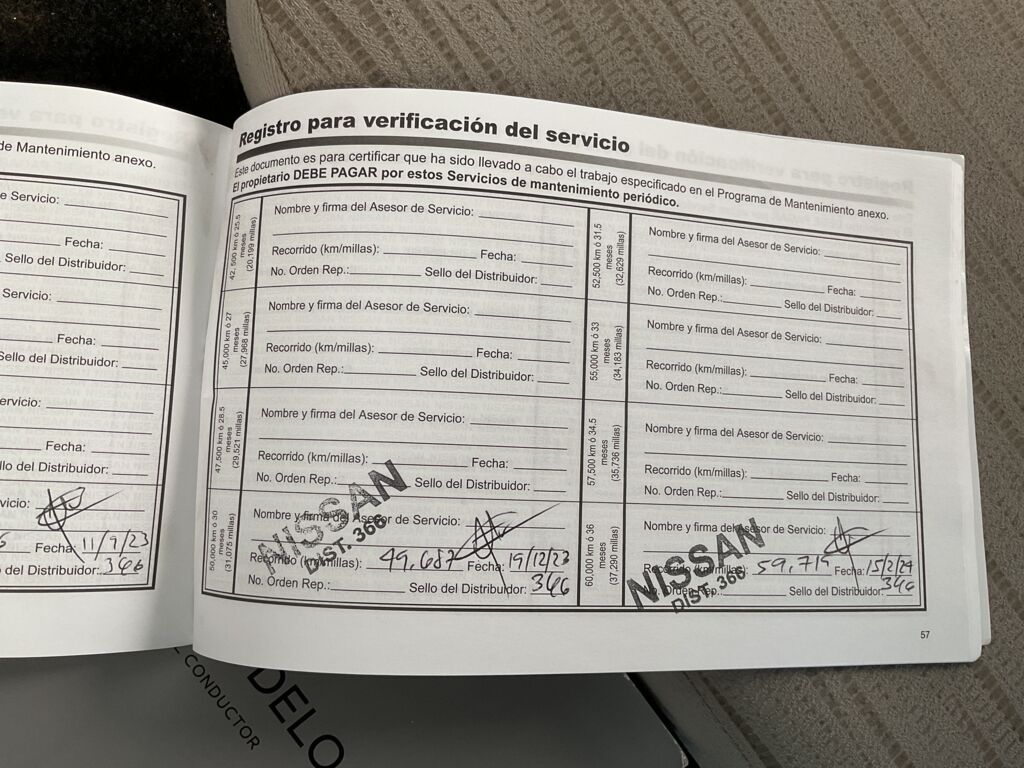 de Mantenimiento anexo.
e Servicio:
Fecha:
Sello del Distribuidor:
Servicio:
Fecha:
Sello del Distribuidor:
ervicio:
Fecha:
llo del Distribuidor:
vicio:
Fecha: 11/9/23
o del Distribuidor: 366
Registro para verificación del servicio
Este documento es para certificar que ha sido llevado a cabo el trabajo especificado en el Programa de Mantenimiento anexo.
El propietario DEBE PAGAR por estos Servicios de mantenimiento periódico.
42, 500 km ó 25.5
meses
(20,199 millas)
Nombre y firma del Asesor de Servicio:
Recorrido (km/millas): Fecha:
No. Orden Rep.: Sello del Distribuidor:
45,000 km ó 27
meses
(27,968 millas)
Nombre y firma del Asesor de Servicio:
Recorrido (km/millas): Fecha:
No. Orden Rep.: Sello del Distribuidor:
47,500 km ó 28.5
meses
(29,521 millas)
Nombre y firma del Asesor de Servicio:
Recorrido (km/millas): Fecha:
No. Orden Rep.: Sello del Distribuidor:
50,000 km ó 30
meses
(31,075 millas)
Nombre y firma del Asesor de Servicio:
Recorrido (km/millas): 49,687 Fecha: 19/12/23
No. Orden Rep.: Sello del Distribuidor: 366
NISSAN
DIST. 366
52,500 km ó 31.5
meses
(32,629 millas)
Nombre y firma del Asesor de Servicio:
Recorrido (km/millas): Fecha:
No. Orden Rep.: Sello del Distribuidor:
55,000 km ó 33
meses
(34,183 millas)
Nombre y firma del Asesor de Servicio:
Recorrido (km/millas): Fecha:
No. Orden Rep.: Sello del Distribuidor:
57,500 km ó 34.5
meses
(35,736 millas)
Nombre y firma del Asesor de Servicio:
Recorrido (km/millas): Fecha:
No. Orden Rep.: Sello del Distribuidor:
60,000 km ó 36
meses
(37,290 millas)
Nombre y firma del Asesor de Servicio:
Recorrido (km/millas): 59,719 Fecha: 15/2/24
No. Orden Rep.: Sello del Distribuidor: 366
NISSAN
DIST. 366
57
DELO
CONDUCTOR